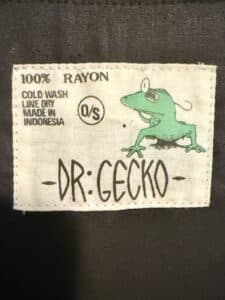 100% RAYON
COLD WASH
LINE DRY
MADE IN
INDONESIA
O/S
-DR:GECKO-